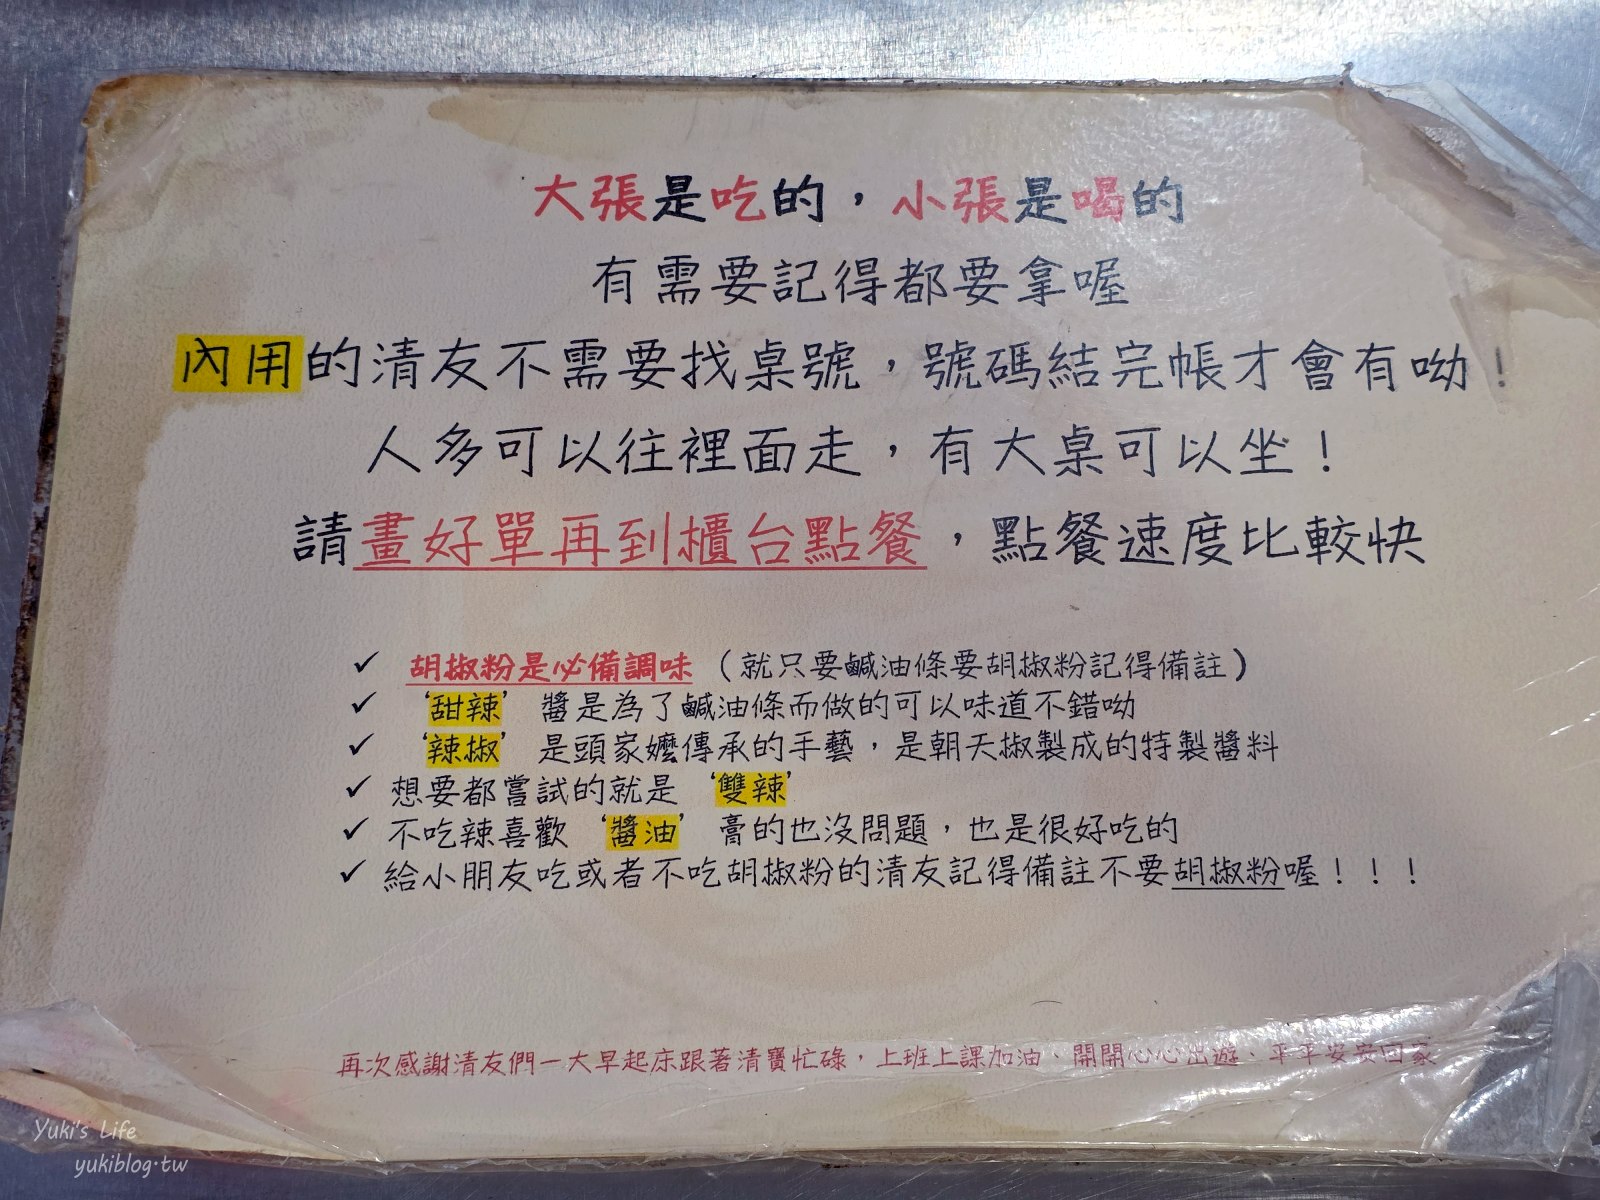 大張是吃的，小張是喝的
有需要記得都要拿喔
內用的清友不需要找桌號，號碼結完帳才會有呦！
人多可以往裡面走，有大桌可以坐！
請畫好單再到櫃台點餐，點餐速度比較快
✓ 胡椒粉是必備調味（就只要鹹油條要胡椒粉記得備註）
✓ ‘甜辣’ 醬是為了鹹油條而做的可以味道不錯呦
✓ ‘辣椒’ 是頭家嬤傳承的手藝，是朝天椒製成的特製醬料
✓ 想要都嘗試的就是 ‘雙辣’
✓ 不吃辣喜歡 ‘醬油’ 膏的也沒問題，也是很好吃的
✓ 給小朋友吃或者不吃胡椒粉的清友記得備註不要胡椒粉喔！！！
再次感謝清友們一大早起床跟著清寶忙碌，上班上課加油、開開心心出遊、平平安安回家
Yuki's Life
yukiblog.tw